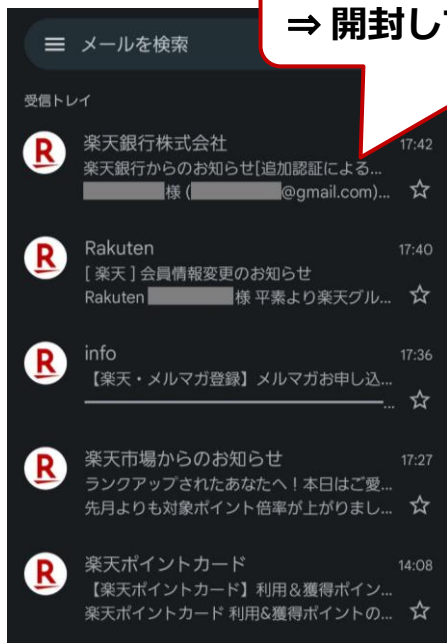 ⇒ 開封し
メールを検索
受信トレイ
R
楽天銀行株式会社
17:42
楽天銀行からのお知らせ[追加認証による...
様 (
@gmail.com)...
R
Rakuten
17:40
[ 楽天 ] 会員情報変更のお知らせ
Rakuten
様 平素より楽天グル...
R
info
17:36
【楽天・メルマガ登録】メルマガお申し込...
...
R
楽天市場からのお知らせ
17:27
ランクアップされたあなたへ！本日はご愛...
先月よりも対象ポイント倍率が上がりまし...
R
楽天ポイントカード
14:08
【楽天ポイントカード】利用＆獲得ポイン...
楽天ポイントカード 利用&獲得ポイントの...